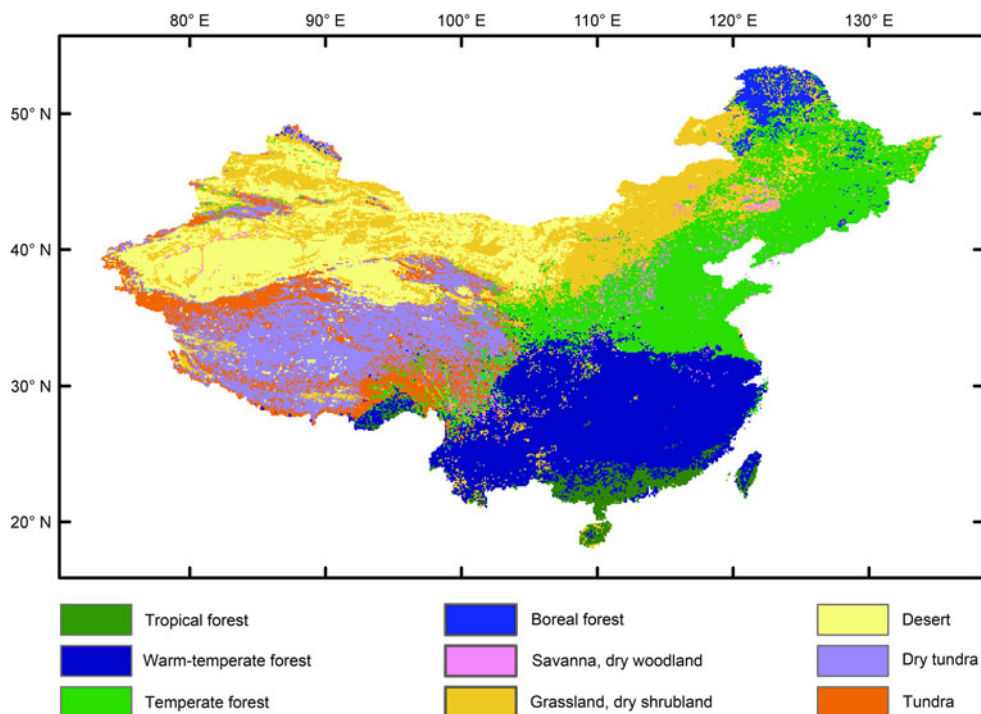 80° E 90° E 100° E 110° E 120° E 130° E
50° N
40° N
30° N
20° N
Tropical forest Boreal forest Desert
Warm-temperate forest Savanna, dry woodland Dry tundra
Temperate forest Grassland, dry shrubland Tundra